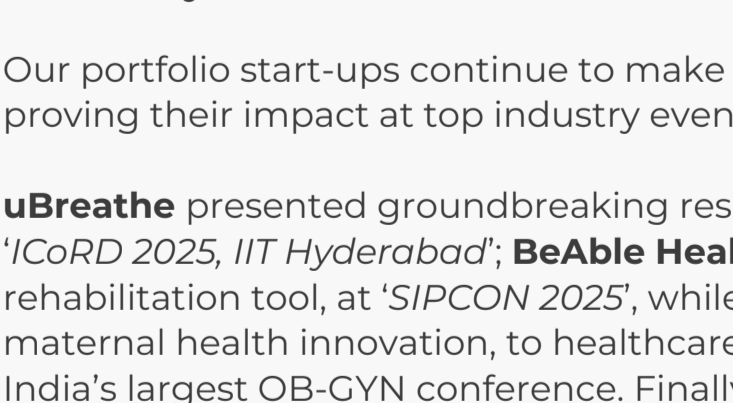 Our portfolio start-ups continue to make
proving their impact at top industry even
uBreathe presented groundbreaking res
‘ICoRD 2025, IIT Hyderabad’; BeAble Heal
rehabilitation tool, at ‘SIPCON 2025’, while
maternal health innovation, to healthcare
India’s largest OB-GYN conference. Finally